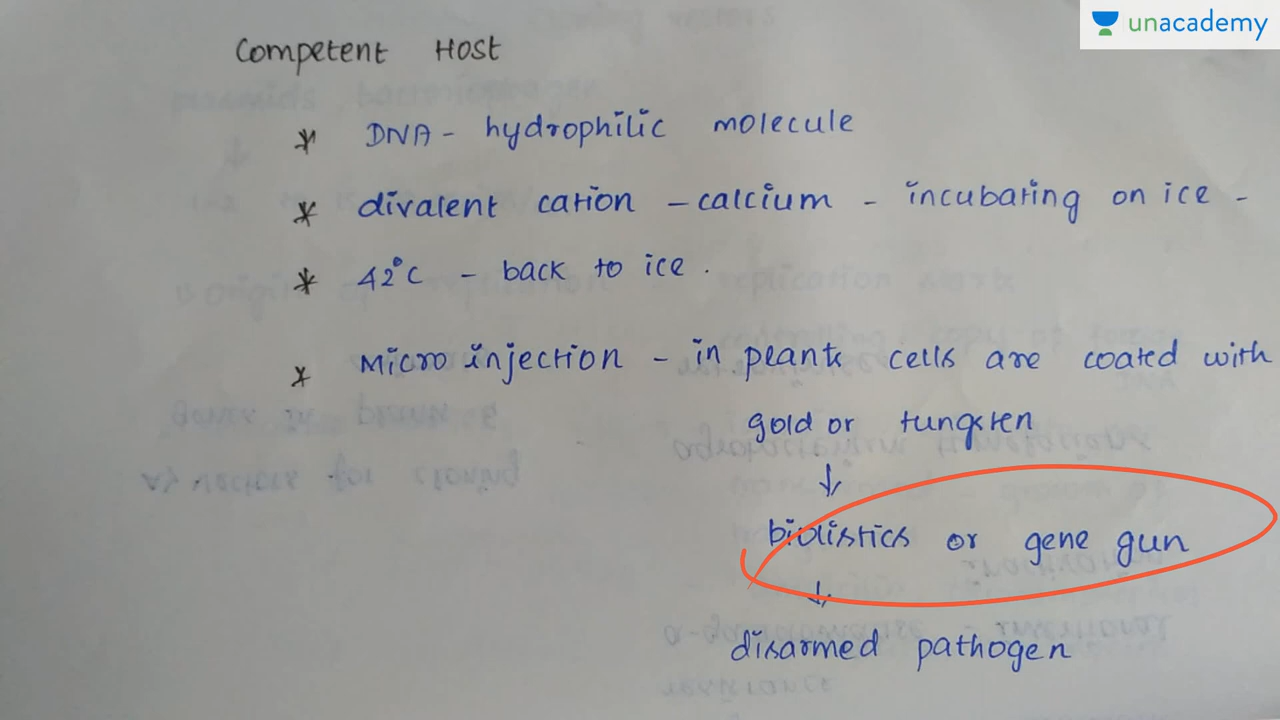 unacademy
Competent Host
* DNA - hydrophilic molecule
* divalent cation - calcium - incubating on ice -
* 42°C - back to ice.
* Micro injection - in plants cells are coated with
gold or tungsten
↓
biolistics or gene gun
↓
disarmed pathogen